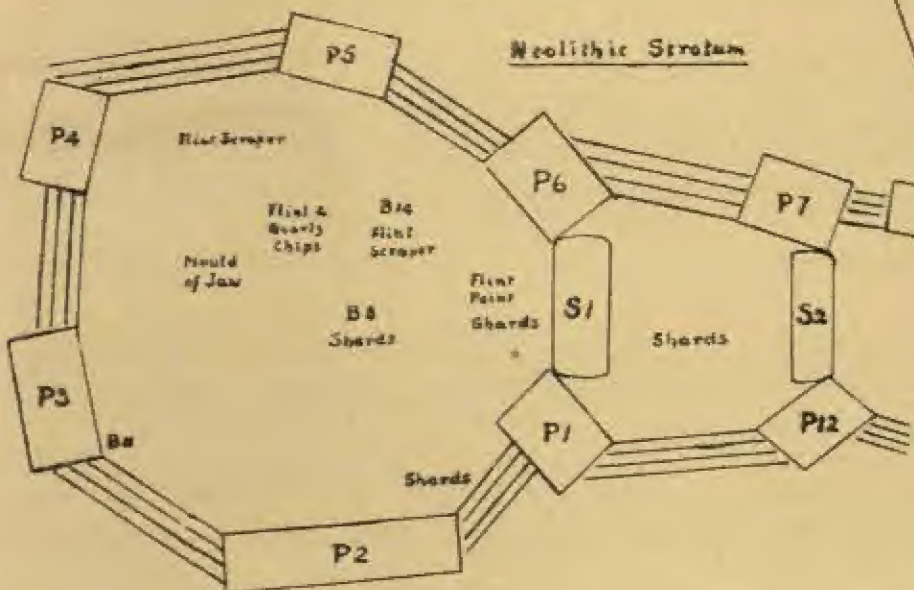 Neolithic Stratum
P5
P4
P6
P7
Flint Scraper
Flint &
Quartz
Chips
B14
Flint
Scraper
Mould
of Jaw
B8
Shards
Flint
Point
Shards
S1
Shards
S2
P3
P1
P12
Shards
P2